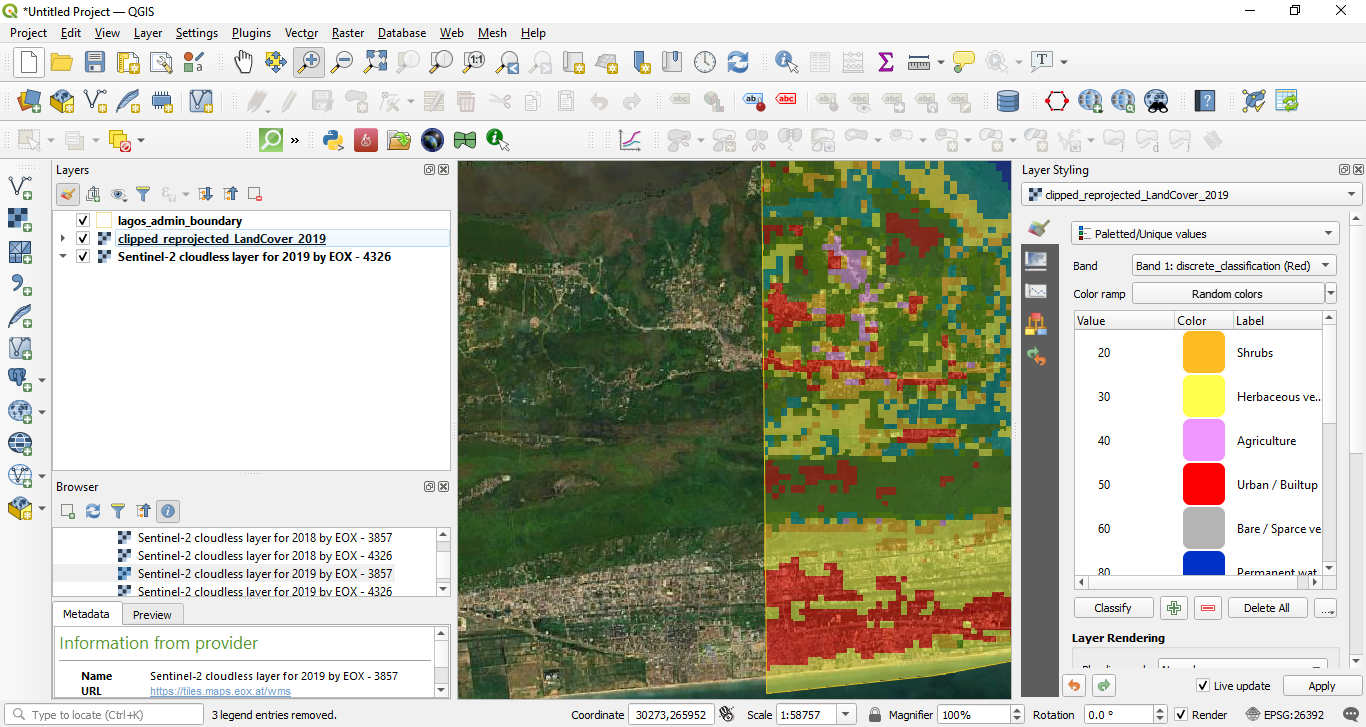 *Untitled Project — QGIS
Project Edit View Layer Settings Plugins Vector Raster Database Web Mesh Help
Layers
lagos_admin_boundary
clipped_reprojected_LandCover_2019
Sentinel-2 cloudless layer for 2019 by EOX - 4326
Browser
Sentinel-2 cloudless layer for 2018 by EOX - 3857
Sentinel-2 cloudless layer for 2018 by EOX - 4326
Sentinel-2 cloudless layer for 2019 by EOX - 3857
Sentinel-2 cloudless layer for 2019 by EOX - 4326
Metadata Preview
Information from provider
Name Sentinel-2 cloudless layer for 2019 by EOX - 3857
URL https://tiles.maps.eox.at/wms
Layer Styling
clipped_reprojected_LandCover_2019
Paletted/Unique values
Band Band 1: discrete_classification (Red)
Color ramp Random colors
Value Color Label
20 Shrubs
30 Herbaceous ve..
40 Agriculture
50 Urban / Builtup
60 Bare / Sparce ve
80 Permanent wat
Classify Delete All ...
Layer Rendering
Live update Apply
Type to locate (Ctrl+K) 3 legend entries removed. Coordinate 30273,265952 Scale 1:58757 Magnifier 100% Rotation 0.0 ° Render EPSG:26392